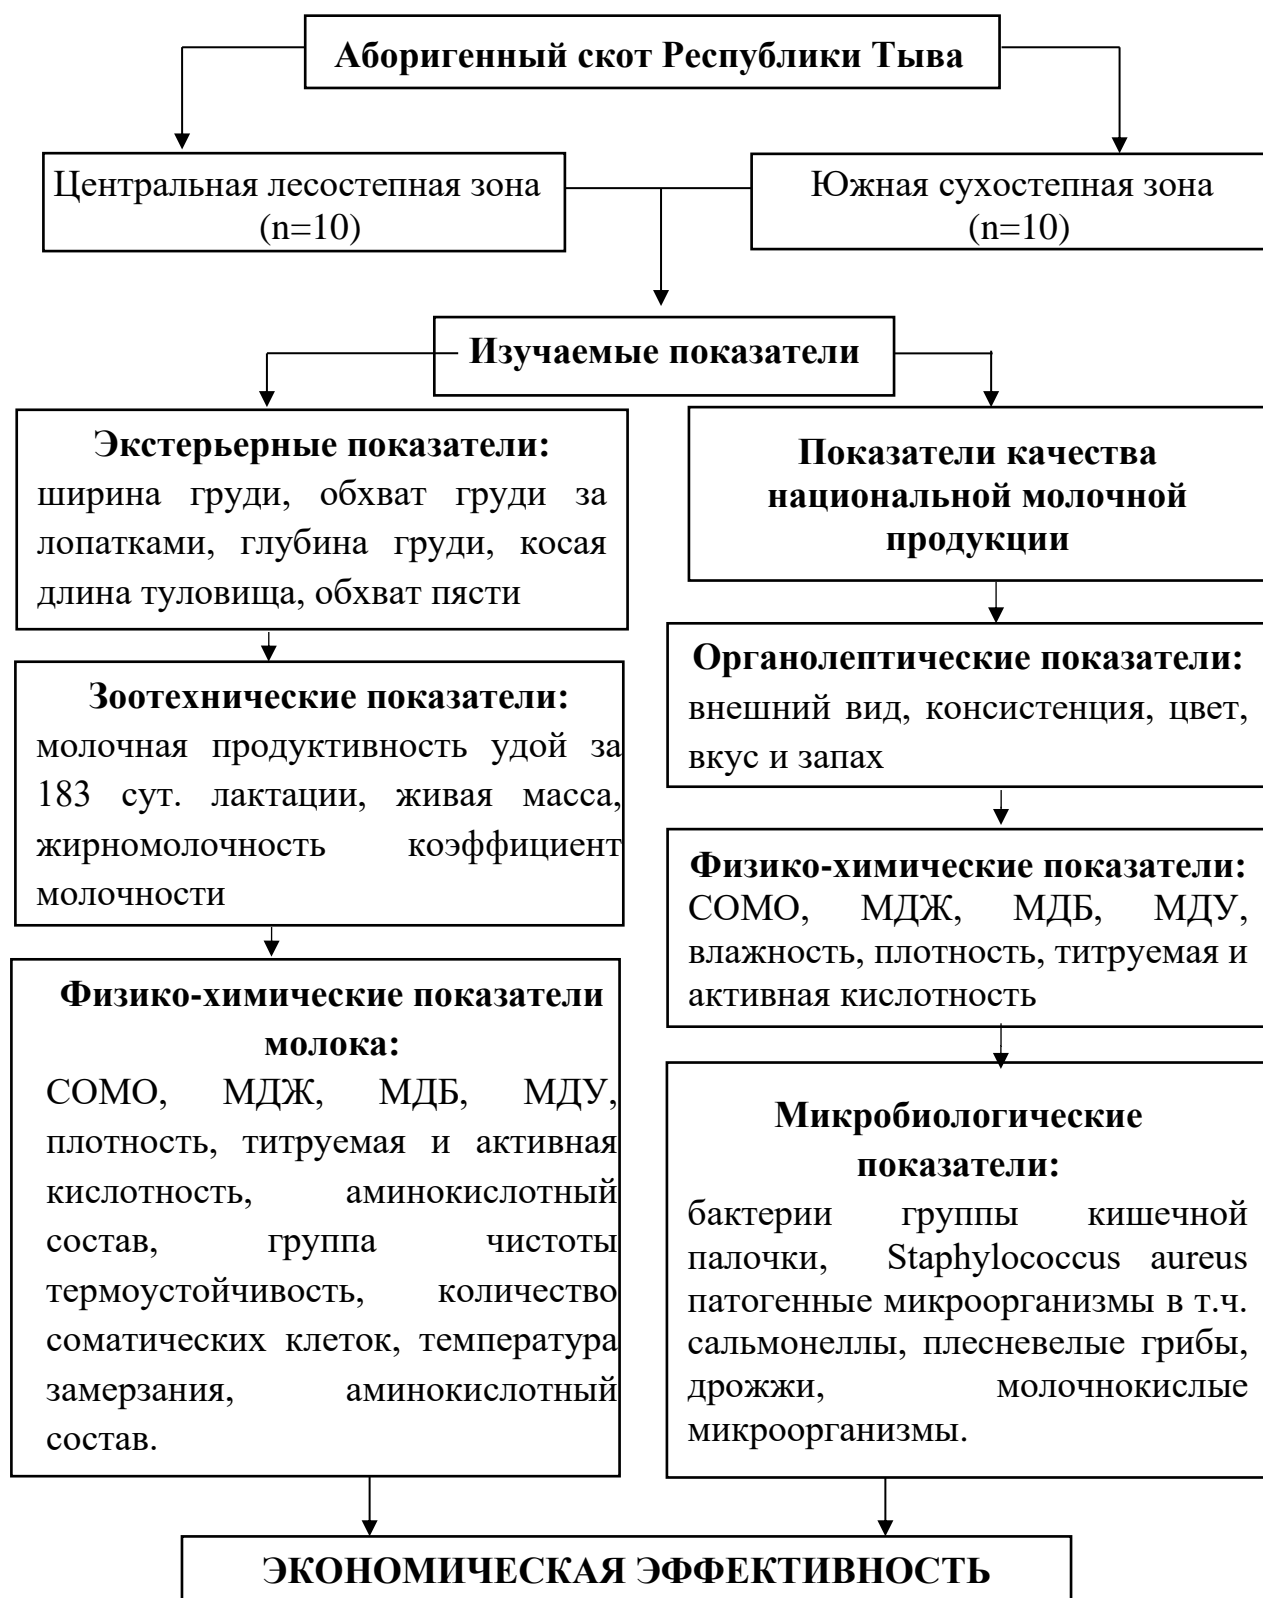 Аборигенный скот Республики Тыва
Центральная лесостепная зона
(n=10)
Южная сухостепная зона
(n=10)
Изучаемые показатели
Экстерьерные показатели:
ширина груди, обхват груди за
лопатками, глубина груди, косая
длина туловища, обхват пясти
Зоотехнические показатели:
молочная продуктивность удой за
183 сут. лактации, живая масса,
жирномолочность коэффициент
молочности
Физико-химические показатели
молока:
СОМО, МДЖ, МДБ, МДУ,
плотность, титруемая и активная
кислотность, аминокислотный
состав, группа чистоты
термоустойчивость, количество
соматических клеток, температура
замерзания, аминокислотный
состав.
Показатели качества
национальной молочной
продукции
Органолептические показатели:
внешний вид, консистенция, цвет,
вкус и запах
Физико-химические показатели:
СОМО, МДЖ, МДБ, МДУ,
влажность, плотность, титруемая и
активная кислотность
Микробиологические
показатели:
бактерии группы кишечной
палочки, Staphylococcus aureus
патогенные микроорганизмы в т.ч.
сальмонеллы, плесневелые грибы,
дрожжи, молочнокислые
микроорганизмы.
ЭКОНОМИЧЕСКАЯ ЭФФЕКТИВНОСТЬ